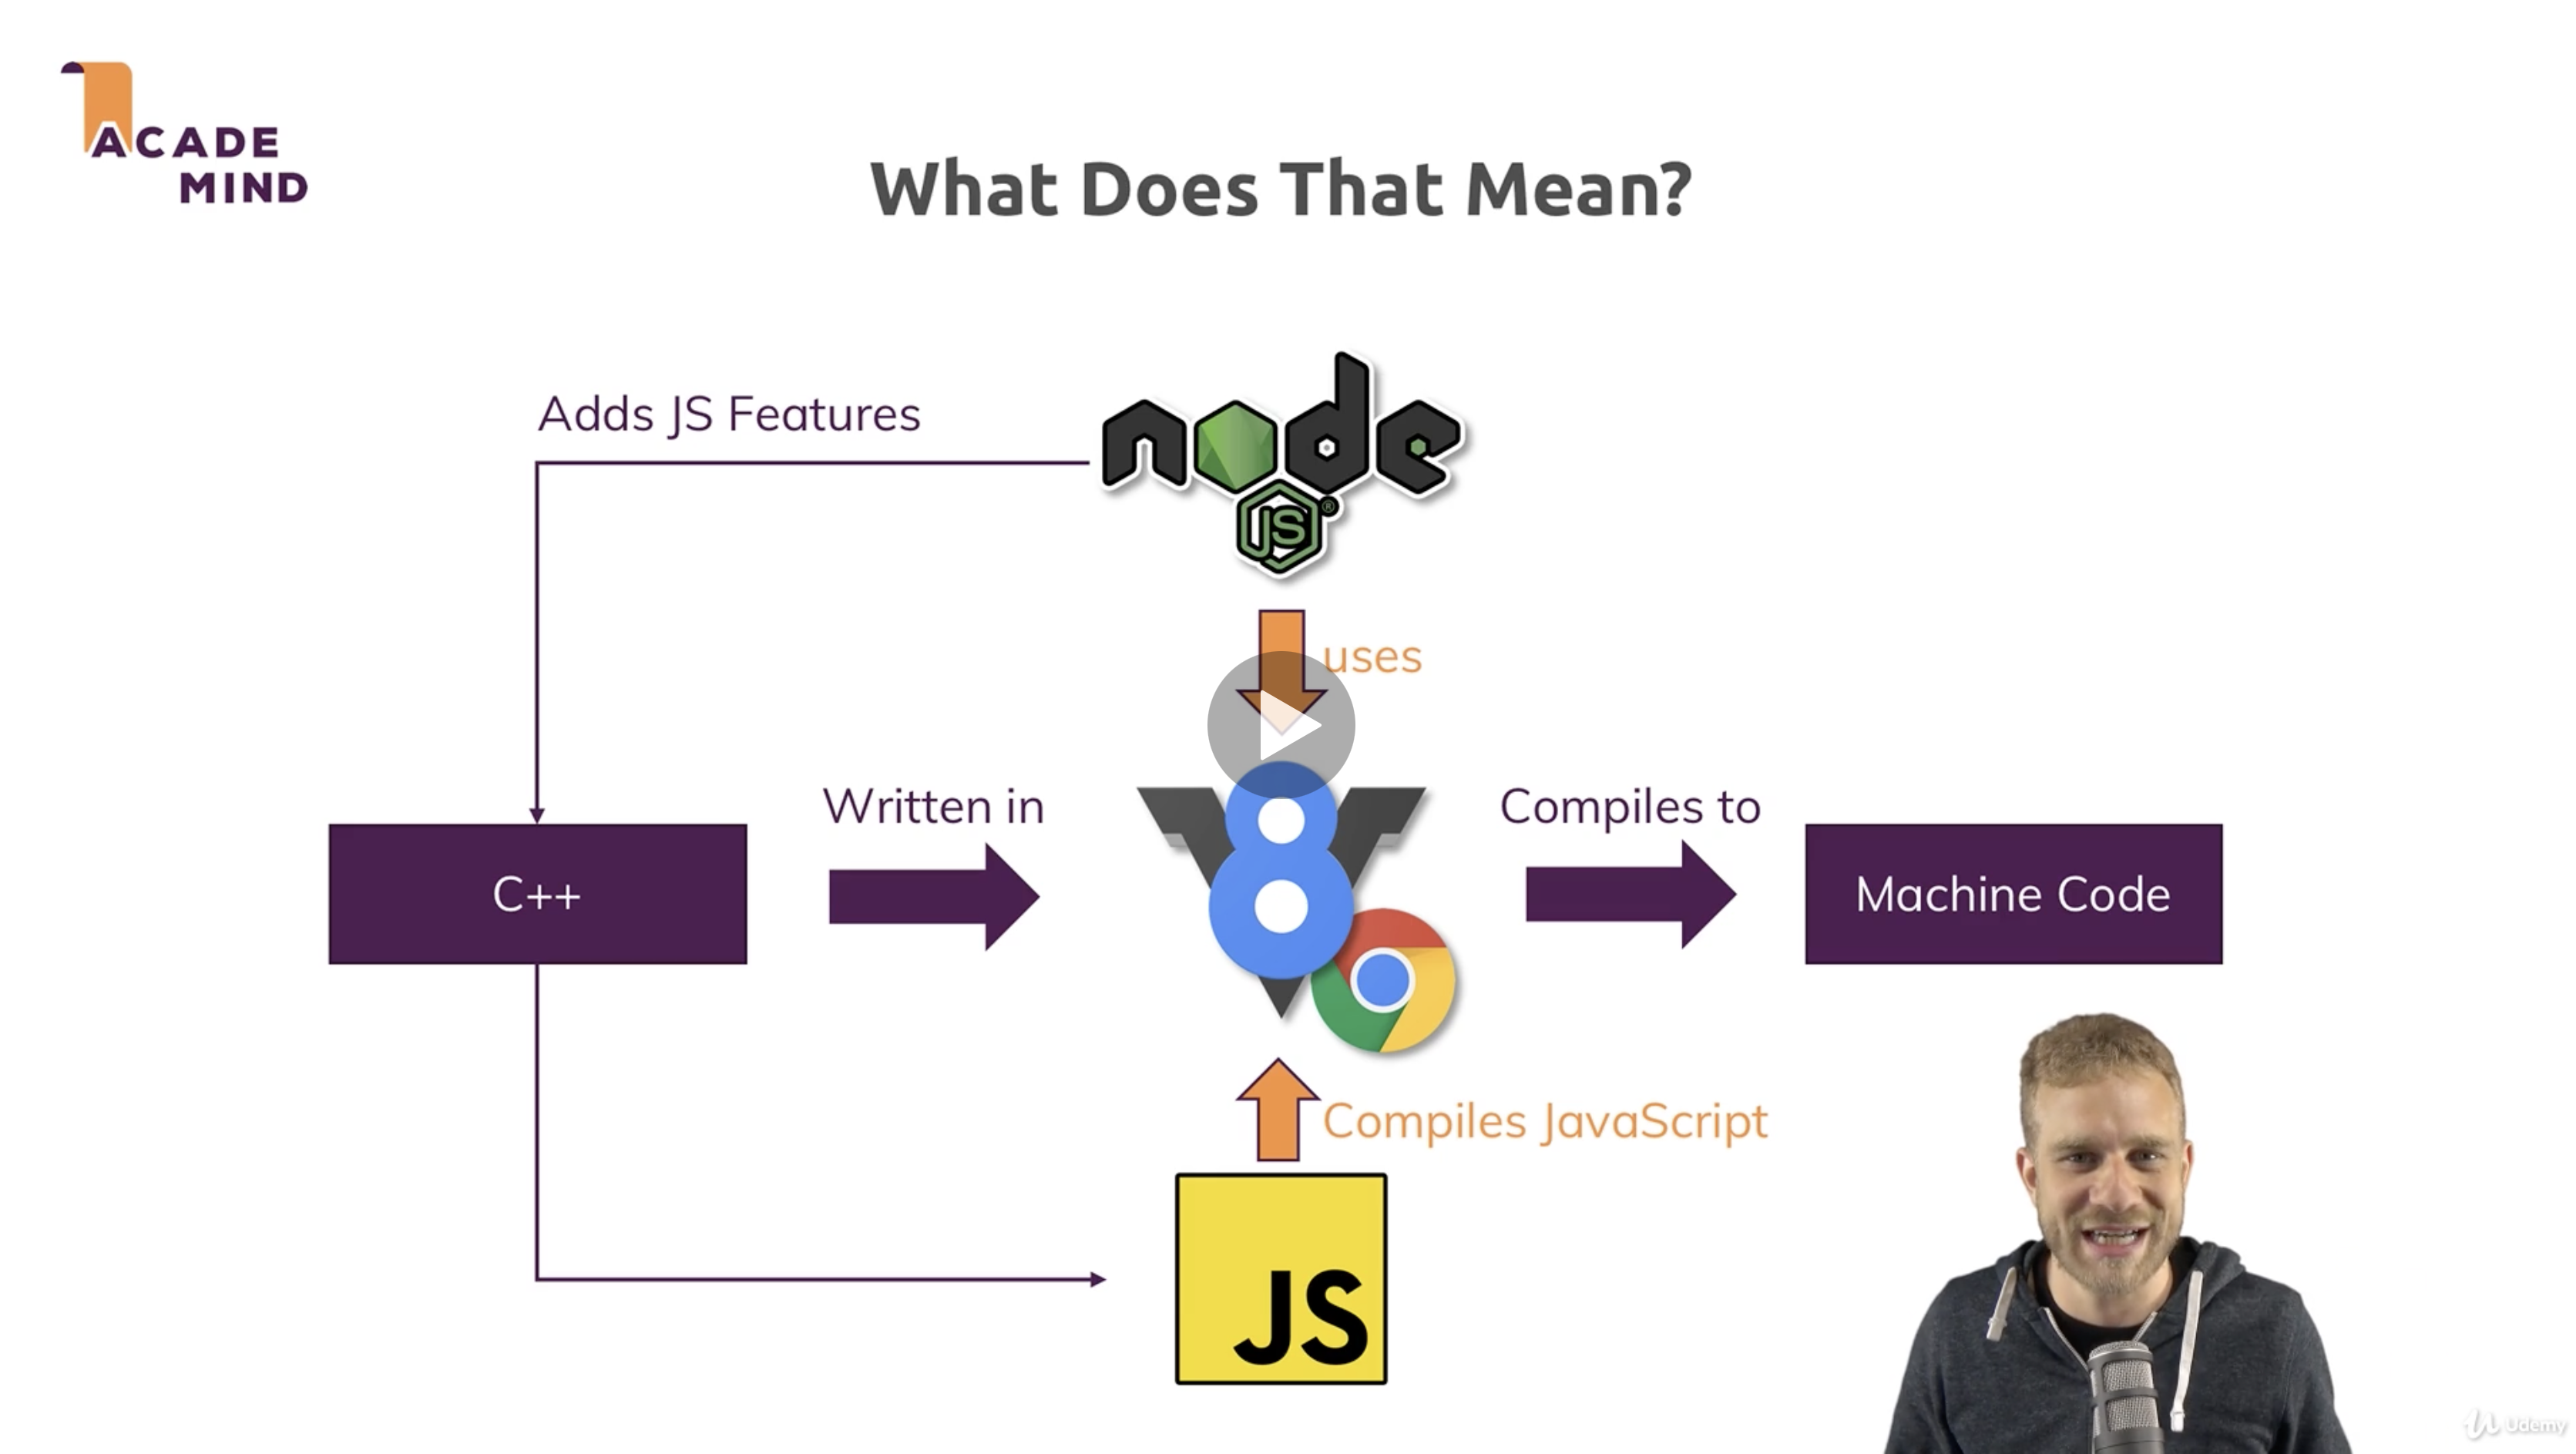 ACADE
MIND
What Does That Mean?
Adds JS Features
node
JS®
uses
Written in
Compiles to
C++
V8
Machine Code
Compiles JavaScript
JS
Udemy